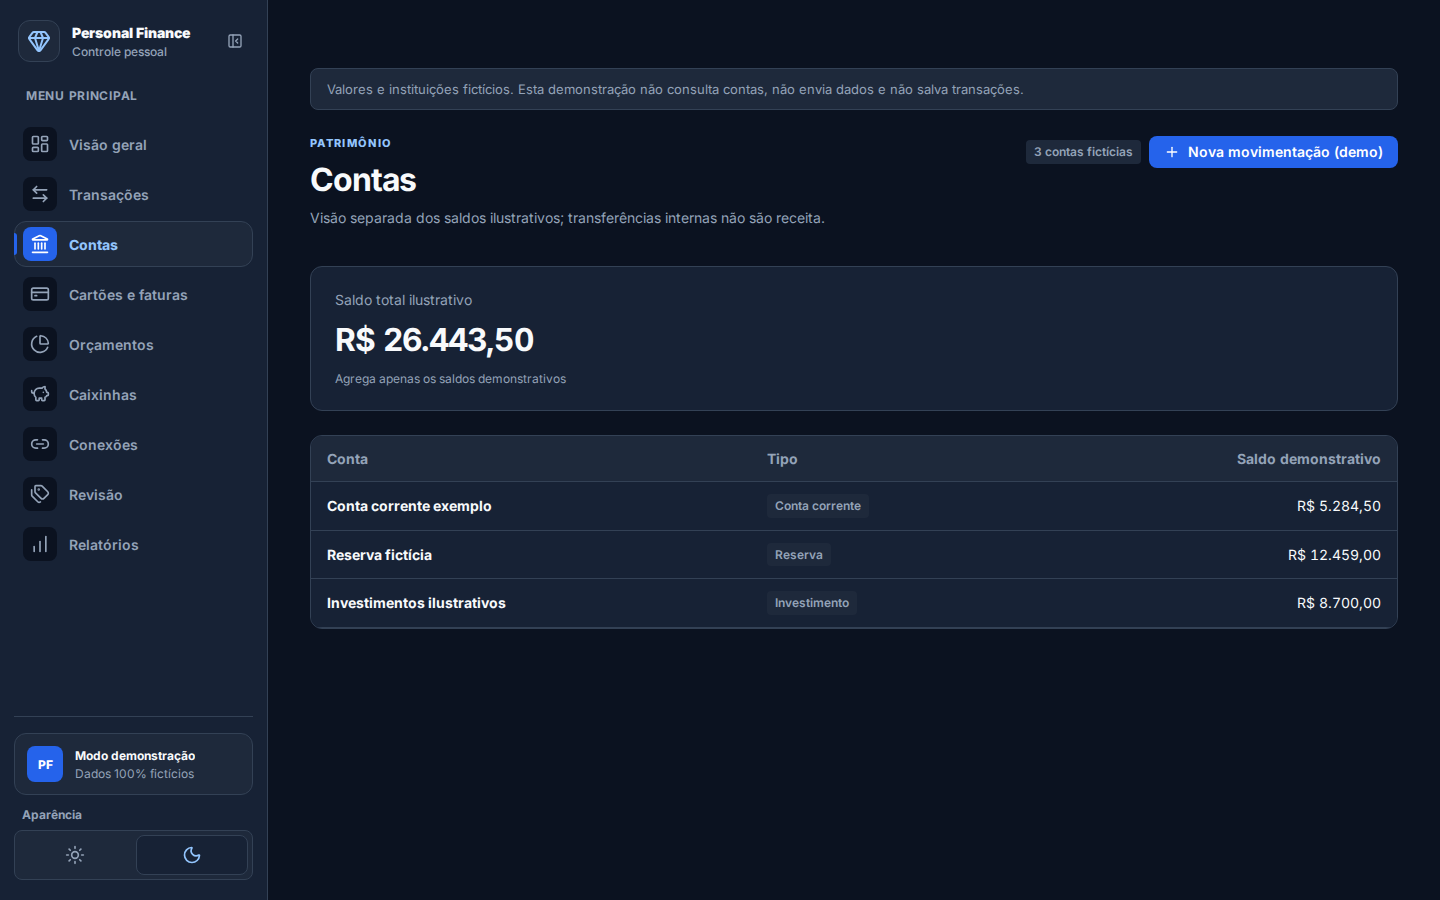 Personal Finance
Controle pessoal
MENU PRINCIPAL
Visão geral
Transações
Contas
Cartões e faturas
Orçamentos
Caixinhas
Conexões
Revisão
Relatórios
PF
Modo demonstração
Dados 100% fictícios
Aparência
Valores e instituições fictícios. Esta demonstração não consulta contas, não envia dados e não salva transações.
PATRIMÔNIO
Contas
Visão separada dos saldos ilustrativos; transferências internas não são receita.
3 contas fictícias
Nova movimentação (demo)
Saldo total ilustrativo
R$ 26.443,50
Agrega apenas os saldos demonstrativos
Conta Tipo Saldo demonstrativo
Conta corrente exemplo Conta corrente R$ 5.284,50
Reserva fictícia Reserva R$ 12.459,00
Investimentos ilustrativos Investimento R$ 8.700,00